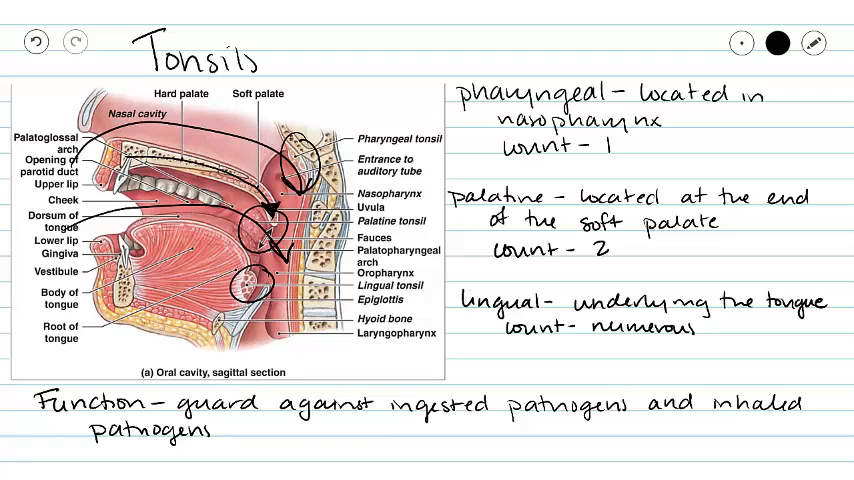 Tonsils
Hard palate
Soft palate
Nasal cavity
Palatoglossal
arch
Opening of
parotid duct
Upper lip
Cheek
Dorsum of
tongue
Lower lip
Gingiva
Vestibule
Body of
tongue
Root of
tongue
Pharyngeal tonsil
Entrance to
auditory tube
Nasopharynx
Uvula
Palatine tonsil
Fauces
Palatopharyngeal
arch
Oropharynx
Lingual tonsil
Epiglottis
Hyoid bone
Laryngopharynx
(a) Oral cavity, sagittal section
pharyngeal - located in
nasopharynx
count - 1
palatine - located at the end
of the soft palate
count - 2
lingual - underlying the tongue
count - numerous
Function - guard against ingested pathogens and inhaled
pathogens